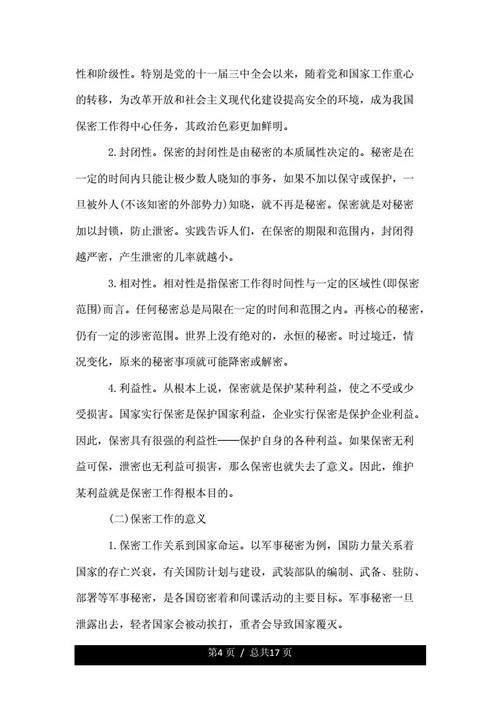 性和阶级性。特别是党的十一届三中全会以来，随着党和国家工作重心
的转移，为改革开放和社会主义现代化建设提高安全的环境，成为我国
保密工作得中心任务，其政治色彩更加鲜明。
2.封闭性。保密的封闭性是由秘密的本质属性决定的。秘密是在
一定的时间内只能让极少数人晓知的事务，如果不加以保守或保护，一
旦被外人(不该知密的外部势力)知晓，就不再是秘密。保密就是对秘密
加以封锁，防止泄密。实践告诉人们，在保密的期限和范围内，封闭得
越严密，产生泄密的几率就越小。
3.相对性。相对性是指保密工作得时间性与一定的区域性(即保密
范围)而言。任何秘密总是局限在一定的时间和范围之内。再核心的秘密，
仍有一定的涉密范围。世界上没有绝对的，永恒的秘密。时过境迁，情
况变化，原来的秘密事项就可能降密或解密。
4.利益性。从根本上说，保密就是保护某种利益，使之不受或少
受损害。国家实行保密是保护国家利益，企业实行保密是保护企业利益。
因此，保密具有很强的利益性——保护自身的各种利益。如果保密无利
益可保，泄密也无利益可损害，那么保密也就失去了意义。因此，维护
某利益就是保密工作得根本目的。
(二)保密工作的意义
1.保密工作关系到国家命运。以军事秘密为例，国防力量关系着
国家的存亡兴衰，有关国防计划与建设，武装部队的编制、武备、驻防、
部署等军事秘密，是各国窃密着和间谍活动的主要目标。军事秘密一旦
泄露出去，轻者国家会被动挨打，重者会导致国家覆灭。
第4页 / 总共17页